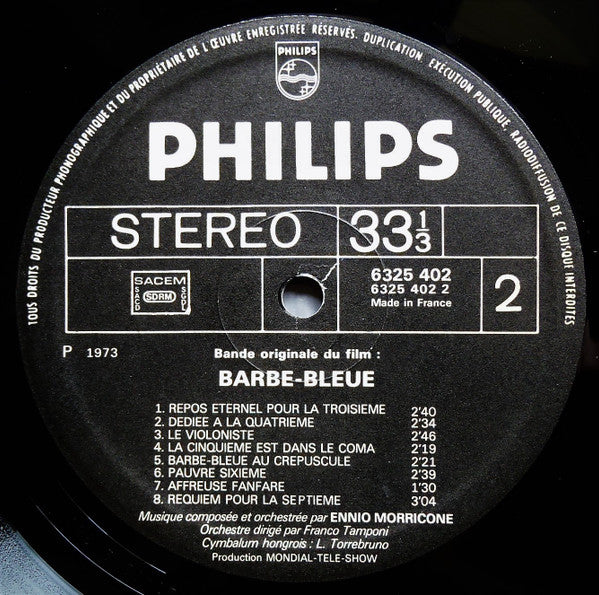 TOUS DROITS DU PRODUCTEUR PHONOGRAPHIQUE ET DU PROPRIÉTAIRE DE L'ŒUVRE ENREGISTRÉE RÉSERVÉS. DUPLICATION, EXÉCUTION PUBLIQUE, RADIODIFFUSION DE CE DISQUE INTERDITES
PHILIPS
PHILIPS
STEREO
33 1/3
SACEM
SACD SDRM SGDL
6325 402
6325 402 2
Made in France
2
P 1973
Bande originale du film :
BARBE-BLEUE
1. REPOS ETERNEL POUR LA TROISIEME 2'40
2. DEDIEE A LA QUATRIEME 2'34
3. LE VIOLONISTE 2'46
4. LA CINQUIEME EST DANS LE COMA 2'19
5. BARBE-BLEUE AU CREPUSCULE 2'21
6. PAUVRE SIXIEME 2'39
7. AFFREUSE FANFARE 1'30
8. REQUIEM POUR LA SEPTIEME 3'04
Musique composée et orchestrée par ENNIO MORRICONE
Orchestre dirigé par Franco Tamponi
Cymbalum hongrois : L. Torrebruno
Production MONDIAL-TELE-SHOW